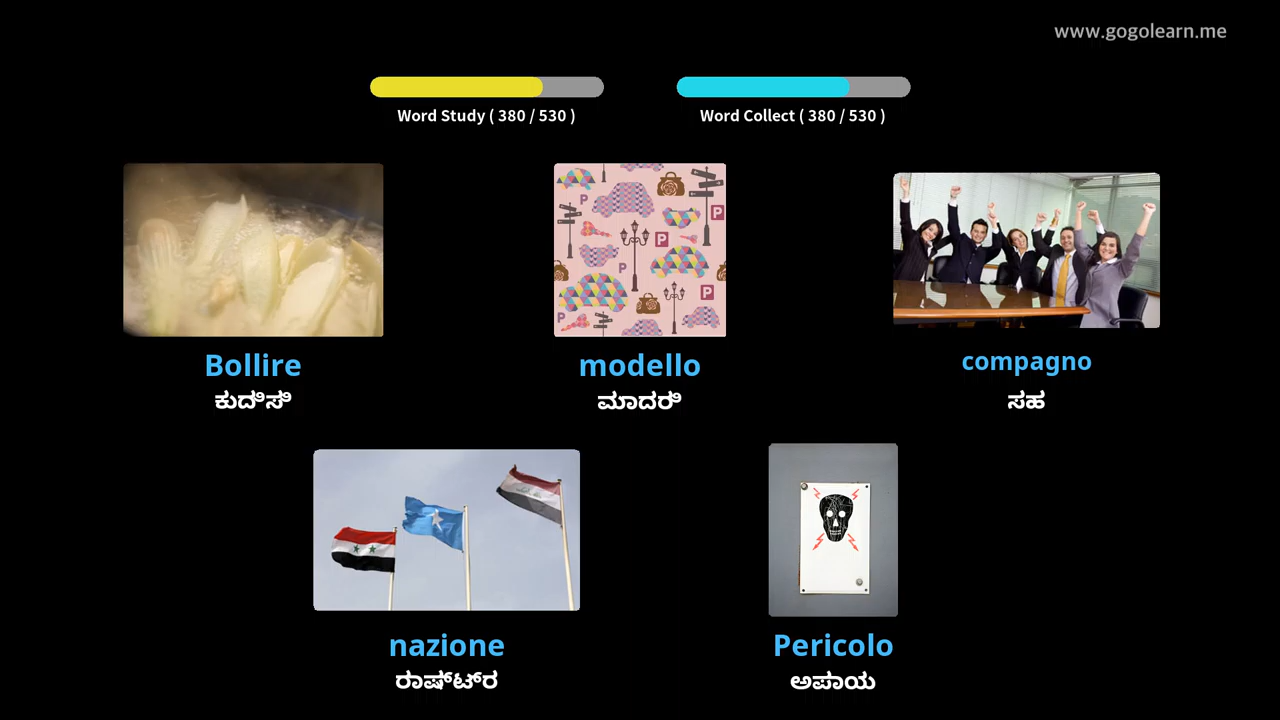 www.gogolearn.me
Word Study ( 380 / 530 )
Word Collect ( 380 / 530 )
P
P
P
P
P
P
Bollire
ಕುದಿಸಿ
modello
ಮಾದರಿ
compagno
ಸಹ
nazione
ರಾಷ್ಟ್ರ
Pericolo
ಅಪಾಯ